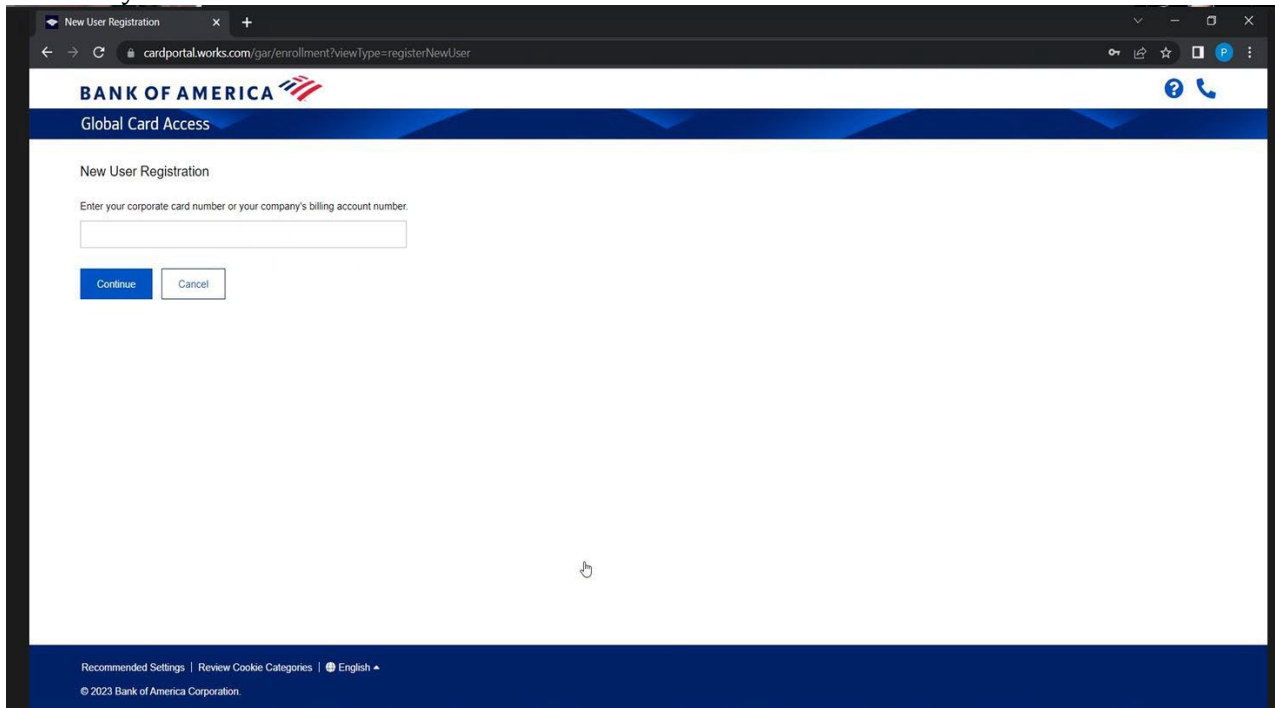 New User Registration
cardportal.works.com/gar/enrollment?viewType=registerNewUser
P
BANK OF AMERICA
?
Global Card Access
New User Registration
Enter your corporate card number or your company's billing account number.
Continue Cancel
Recommended Settings | Review Cookie Categories | English
© 2023 Bank of America Corporation.